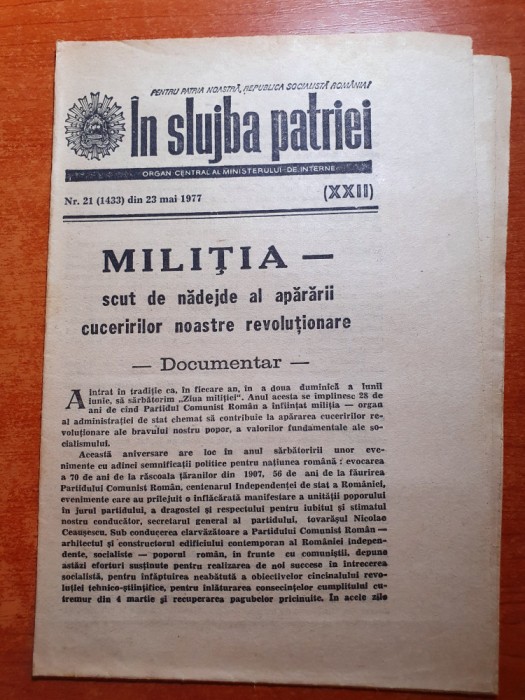 PENTRU PATRIA NOASTRĂ, REPUBLICA SOCIALISTĂ ROMÂNIA!
În slujba patriei
ORGAN CENTRAL AL MINISTERULUI DE INTERNE
Nr. 21 (1433) din 23 mai 1977
(XXII)
MILIŢIA —
scut de nădejde al apărării
cuceririlor noastre revoluţionare
— Documentar —
A intrat în tradiţie ca, în fiecare an, în a doua duminică a lunii
iunie, să sărbătorim „Ziua miliţiei". Anul acesta se împlinesc 28 de
ani de cînd Partidul Comunist Român a înfiinţat miliţia — organ
al administraţiei de stat chemat să contribuie la apărarea cuceririlor re-
voluţionare ale bravului nostru popor, a valorilor fundamentale ale so-
cialismului.
Această aniversare are loc în anul sărbătoririi unor eve-
nimente cu adînci semnificaţii politice pentru naţiunea română : evocarea
a 70 de ani de la răscoala ţăranilor din 1907, 56 de ani de la făurirea
Partidului Comunist Român, centenarul Independenţei de stat a României,
evenimente care au prilejuit o înflăcărată manifestare a unităţii poporului
în jurul partidului, a dragostei şi respectului pentru iubitul şi stimatul
nostru conducător, secretarul general al partidului, tovarăşul Nicolae
Ceauşescu. Sub conducerea clarvăzătoare a Partidului Comunist Român —
arhitectul şi constructorul edificiului contemporan al României indepen-
dente, socialiste — poporul român, în frunte cu comuniştii, depune
astăzi eforturi susţinute pentru realizarea de noi succese în întrecerea
socialistă, pentru înfăptuirea neabătută a obiectivelor cincinalului revo-
luţiei tehnico-ştiinţifice, pentru înlăturarea consecinţelor cumplitului cu-
tremur din 4 martie şi recuperarea pagubelor pricinuite. În acele zile